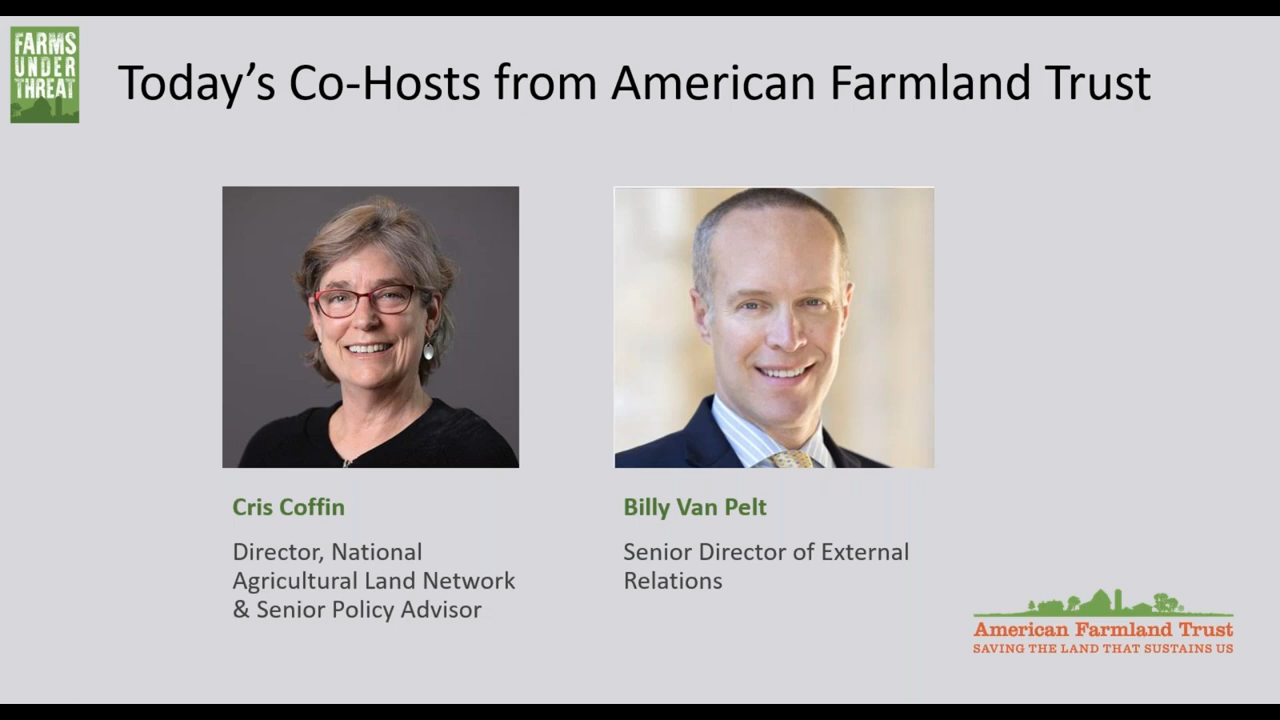 FARMS
UNDER
THREAT
Today's Co-Hosts from American Farmland Trust
Cris Coffin
Director, National
Agricultural Land Network
& Senior Policy Advisor
Billy Van Pelt
Senior Director of External
Relations
American Farmland Trust
SAVING THE LAND THAT SUSTAINS US